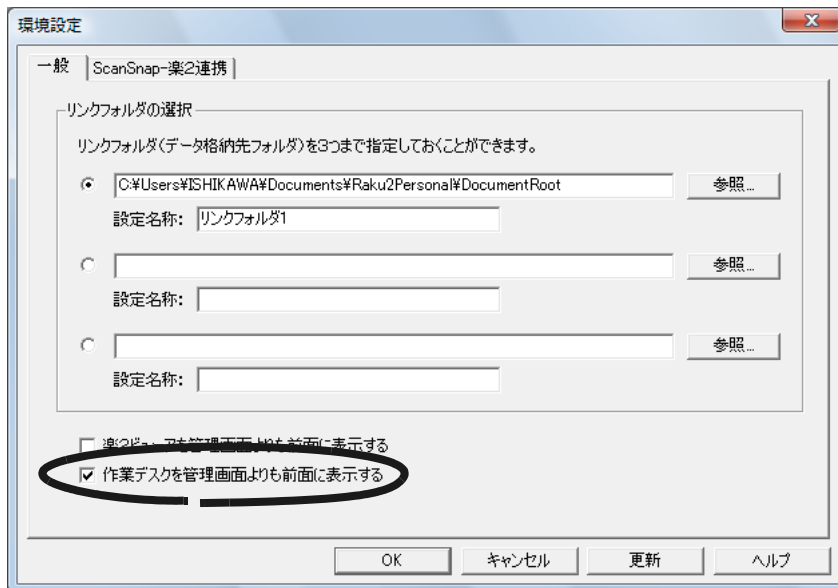 環境設定
一般 ScanSnap-楽2連携
リンクフォルダの選択
リンクフォルダ(データ格納先フォルダ)を3つまで指定しておくことができます。
C:¥Users¥ISHIKAWA¥Documents¥Raku2Personal¥DocumentRoot 参照...
設定名称: リンクフォルダ1
参照...
設定名称:
参照...
設定名称:
楽2ビューアを管理画面よりも前面に表示する
作業デスクを管理画面よりも前面に表示する
OK キャンセル 更新 ヘルプ